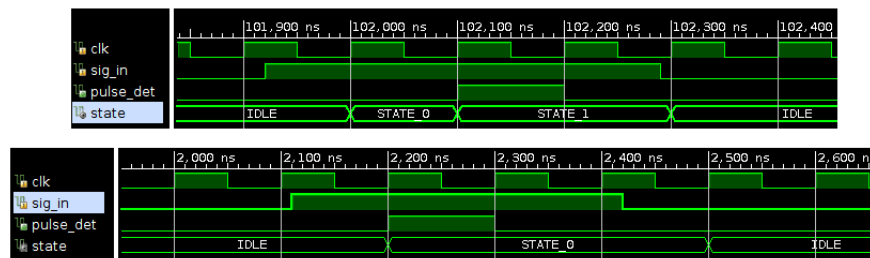 101,900 ns 102,000 ns 102,100 ns 102,200 ns 102,300 ns 102,400
clk
sig_in
pulse_det
state IDLE STATE_0 STATE_1 IDLE
2,000 ns 2,100 ns 2,200 ns 2,300 ns 2,400 ns 2,500 ns 2,600 n
clk
sig_in
pulse_det
state IDLE STATE_0 IDLE